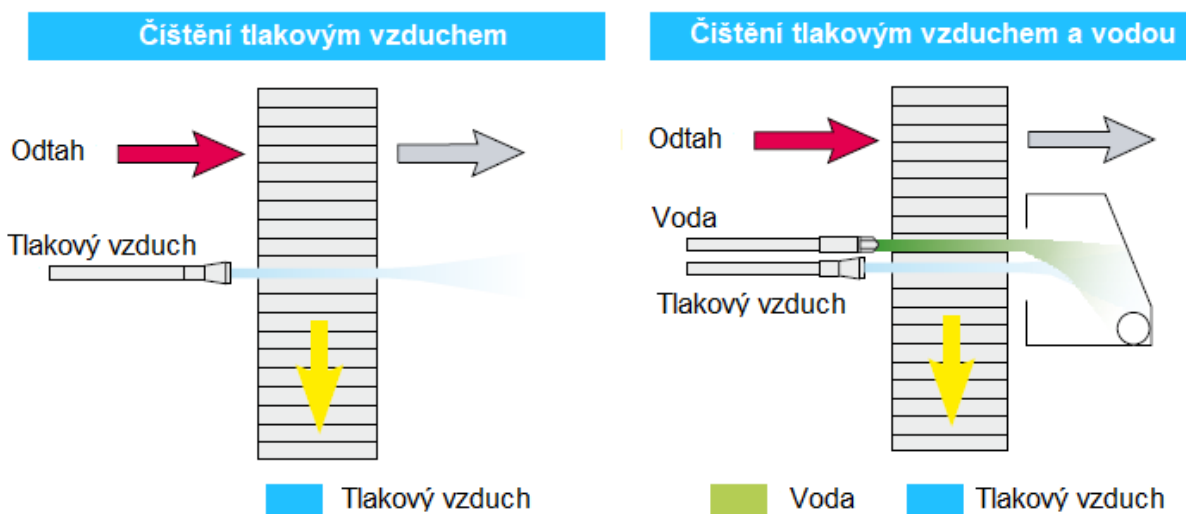 Čištění tlakovým vzduchem
Odtah
Tlakový vzduch
Tlakový vzduch
Čištění tlakovým vzduchem a vodou
Odtah
Voda
Tlakový vzduch
Voda
Tlakový vzduch